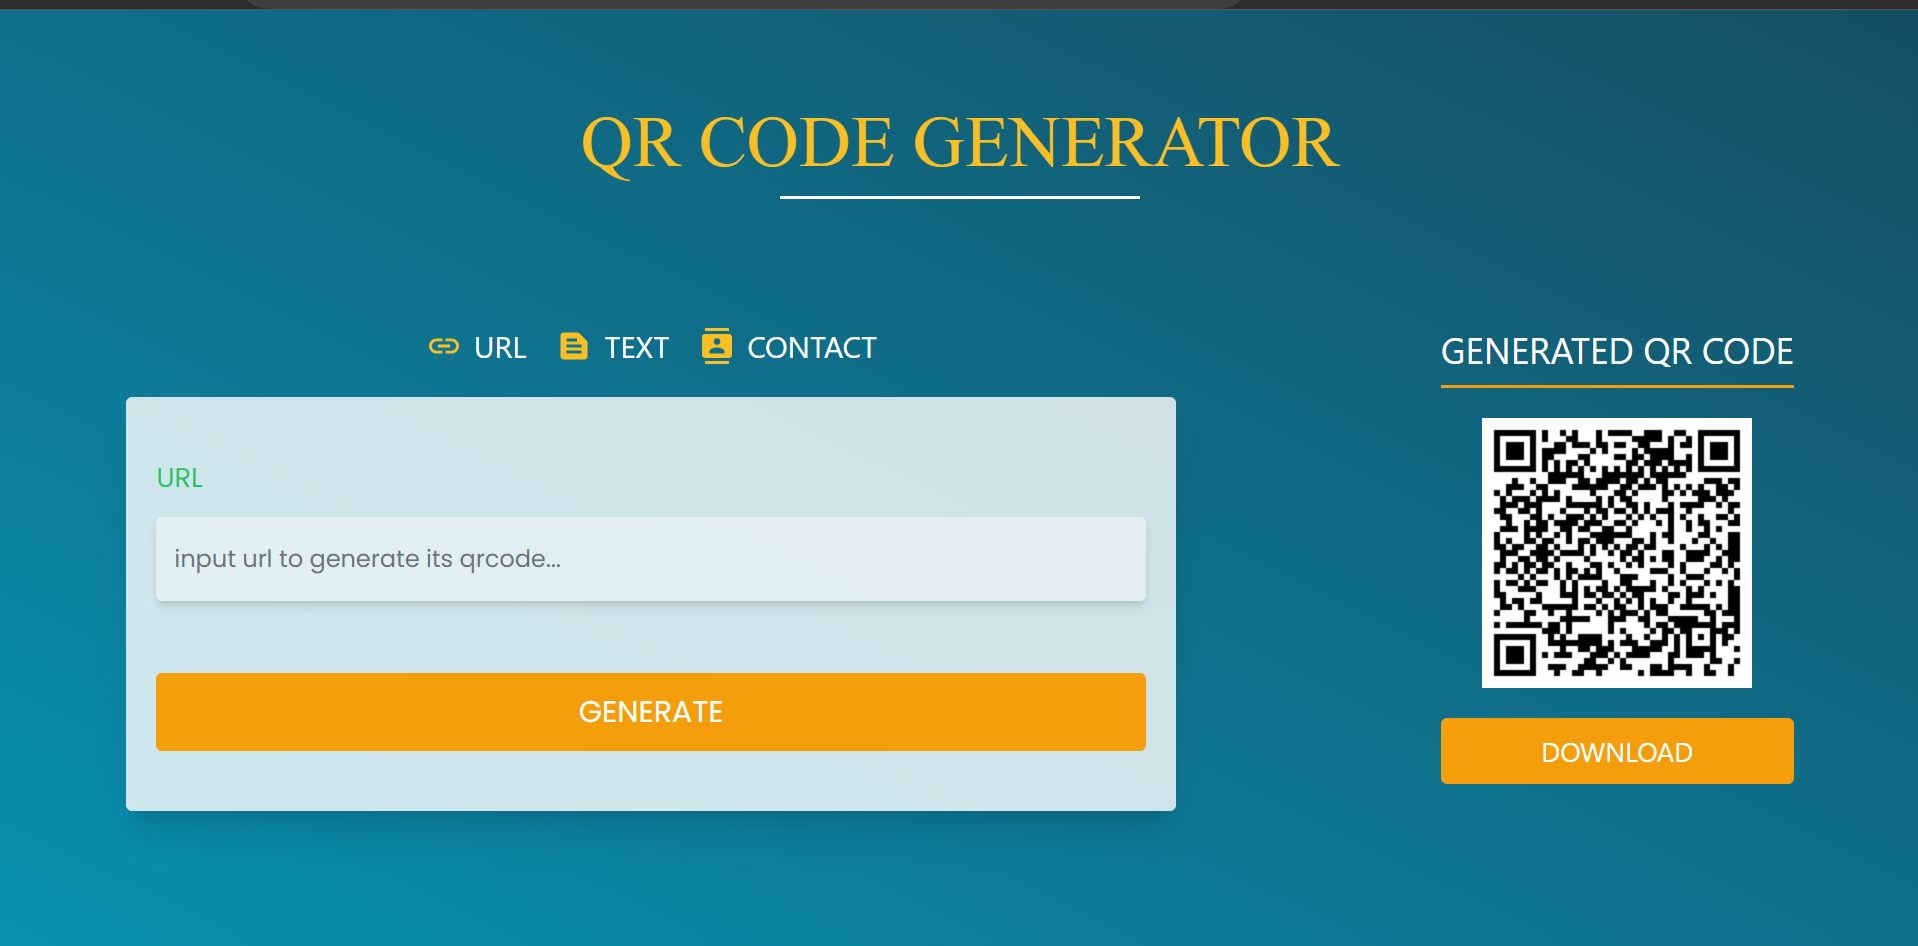 QR CODE GENERATOR
URL
TEXT
CONTACT
URL
input url to generate its qrcode...
GENERATE
GENERATED QR CODE
DOWNLOAD